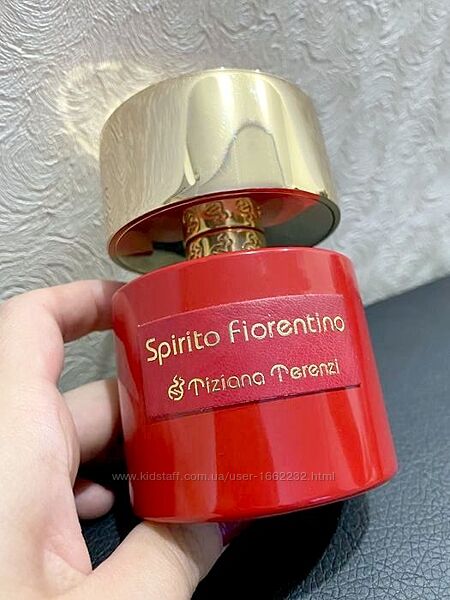 Spirito Fiorentino
Tiziana Terenzi
www.kidstaff.com.ua/user-1662232.html